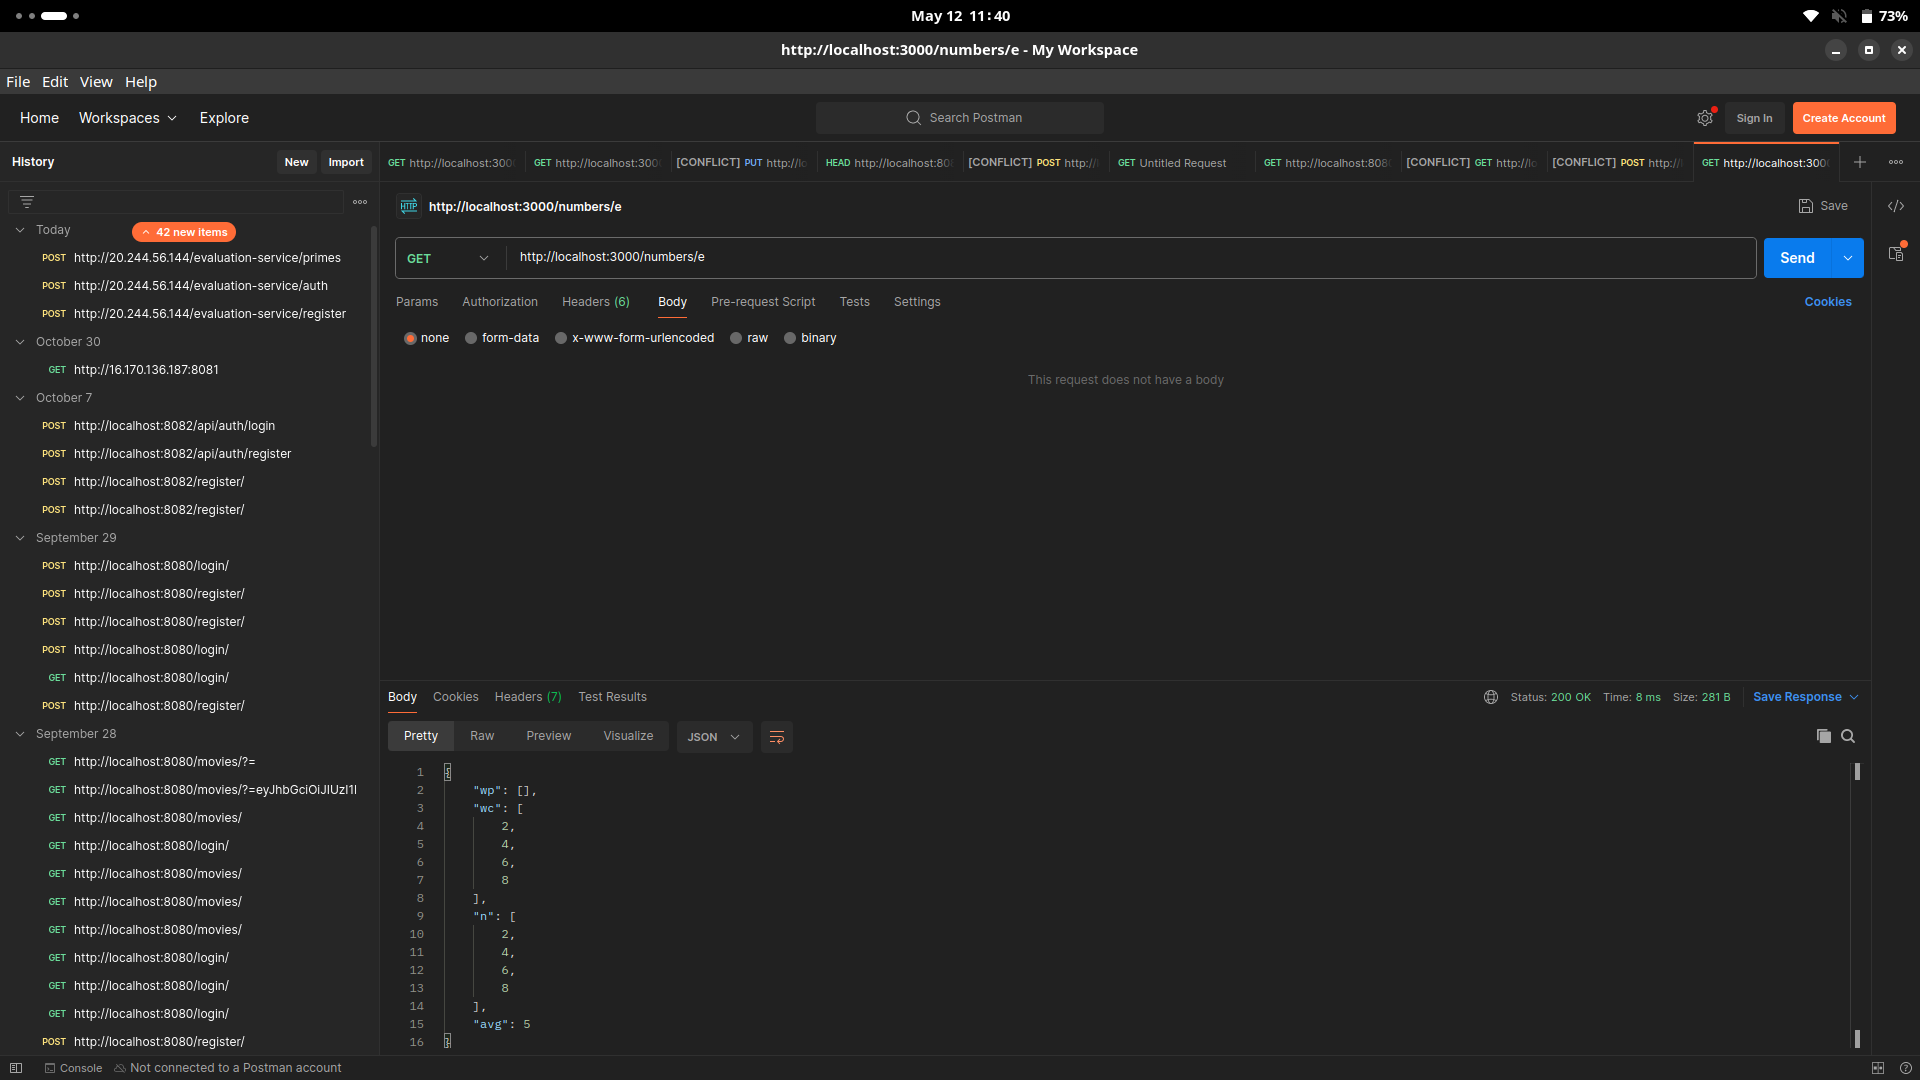 May 12 11:40
73%
http://localhost:3000/numbers/e - My Workspace
File Edit View Help
Home Workspaces Explore
Search Postman
Sign In
Create Account
History
New
Import
GET http://localhost:300
GET http://localhost:300
[CONFLICT] PUT http://lo
HEAD http://localhost:80
[CONFLICT] POST http://
GET Untitled Request
GET http://localhost:808
[CONFLICT] GET http://lo
[CONFLICT] POST http://
GET http://localhost:300
Today
42 new items
POST http://20.244.56.144/evaluation-service/primes
POST http://20.244.56.144/evaluation-service/auth
POST http://20.244.56.144/evaluation-service/register
October 30
GET http://16.170.136.187:8081
October 7
POST http://localhost:8082/api/auth/login
POST http://localhost:8082/api/auth/register
POST http://localhost:8082/register/
POST http://localhost:8082/register/
September 29
POST http://localhost:8080/login/
POST http://localhost:8080/register/
POST http://localhost:8080/register/
POST http://localhost:8080/login/
GET http://localhost:8080/login/
POST http://localhost:8080/register/
September 28
GET http://localhost:8080/movies/?=
GET http://localhost:8080/movies/?=eyJhbGciOiJIUzI1I
GET http://localhost:8080/movies/
GET http://localhost:8080/login/
GET http://localhost:8080/movies/
GET http://localhost:8080/movies/
GET http://localhost:8080/movies/
GET http://localhost:8080/login/
GET http://localhost:8080/login/
GET http://localhost:8080/login/
POST http://localhost:8080/register/
HTTP http://localhost:3000/numbers/e
Save
GET http://localhost:3000/numbers/e
Send
Params Authorization Headers (6) Body Pre-request Script Tests Settings
Cookies
none form-data x-www-form-urlencoded raw binary
This request does not have a body
Body Cookies Headers (7) Test Results
Status: 200 OK Time: 8 ms Size: 281 B
Save Response
Pretty Raw Preview Visualize
JSON
1 {
2 "wp": [],
3 "wc": [
4 2,
5 4,
6 6,
7 8
8 ],
9 "n": [
10 2,
11 4,
12 6,
13 8
14 ],
15 "avg": 5
16 }
Console Not connected to a Postman account